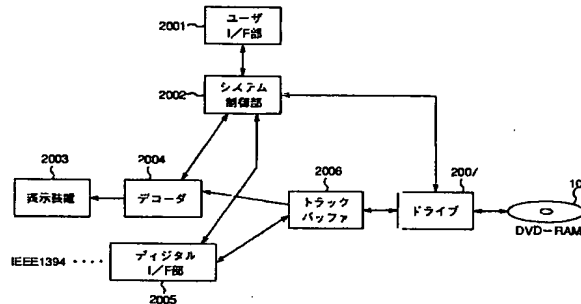 2001
ユーザ
I/F部
2002
システム
制御部
2003
表示装置
2004
デコーダ
2006
トラック
バッファ
200/
ドライブ
10
DVD-RAM
IEEE1394 ・・・・・
ディジタル
I/F部
2005